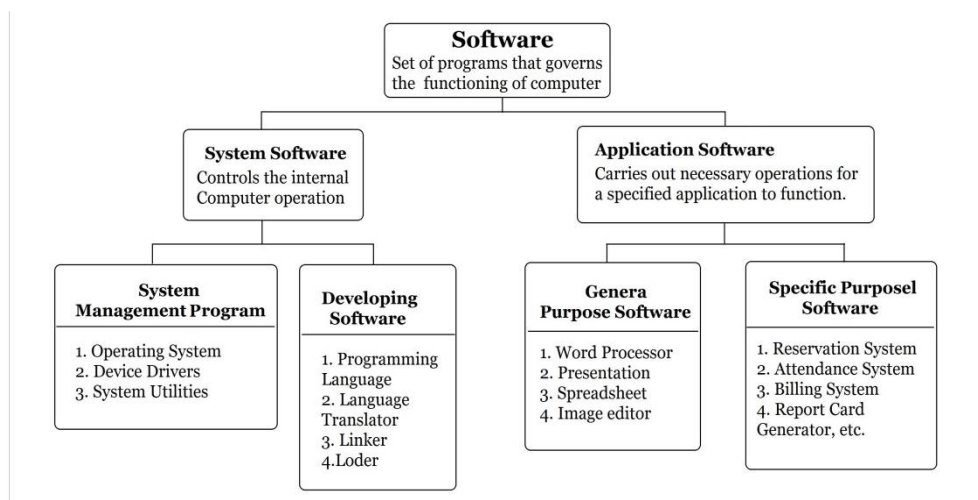 Software
Set of programs that governs
the functioning of computer
System Software
Controls the internal
Computer operation
Application Software
Carries out necessary operations for
a specified application to function.
System
Management Program
1. Operating System
2. Device Drivers
3. System Utilities
Developing
Software
1. Programming
Language
2. Language
Translator
3. Linker
4.Loder
Genera
Purpose Software
1. Word Processor
2. Presentation
3. Spreadsheet
4. Image editor
Specific Purposel
Software
1. Reservation System
2. Attendance System
3. Billing System
4. Report Card
Generator, etc.